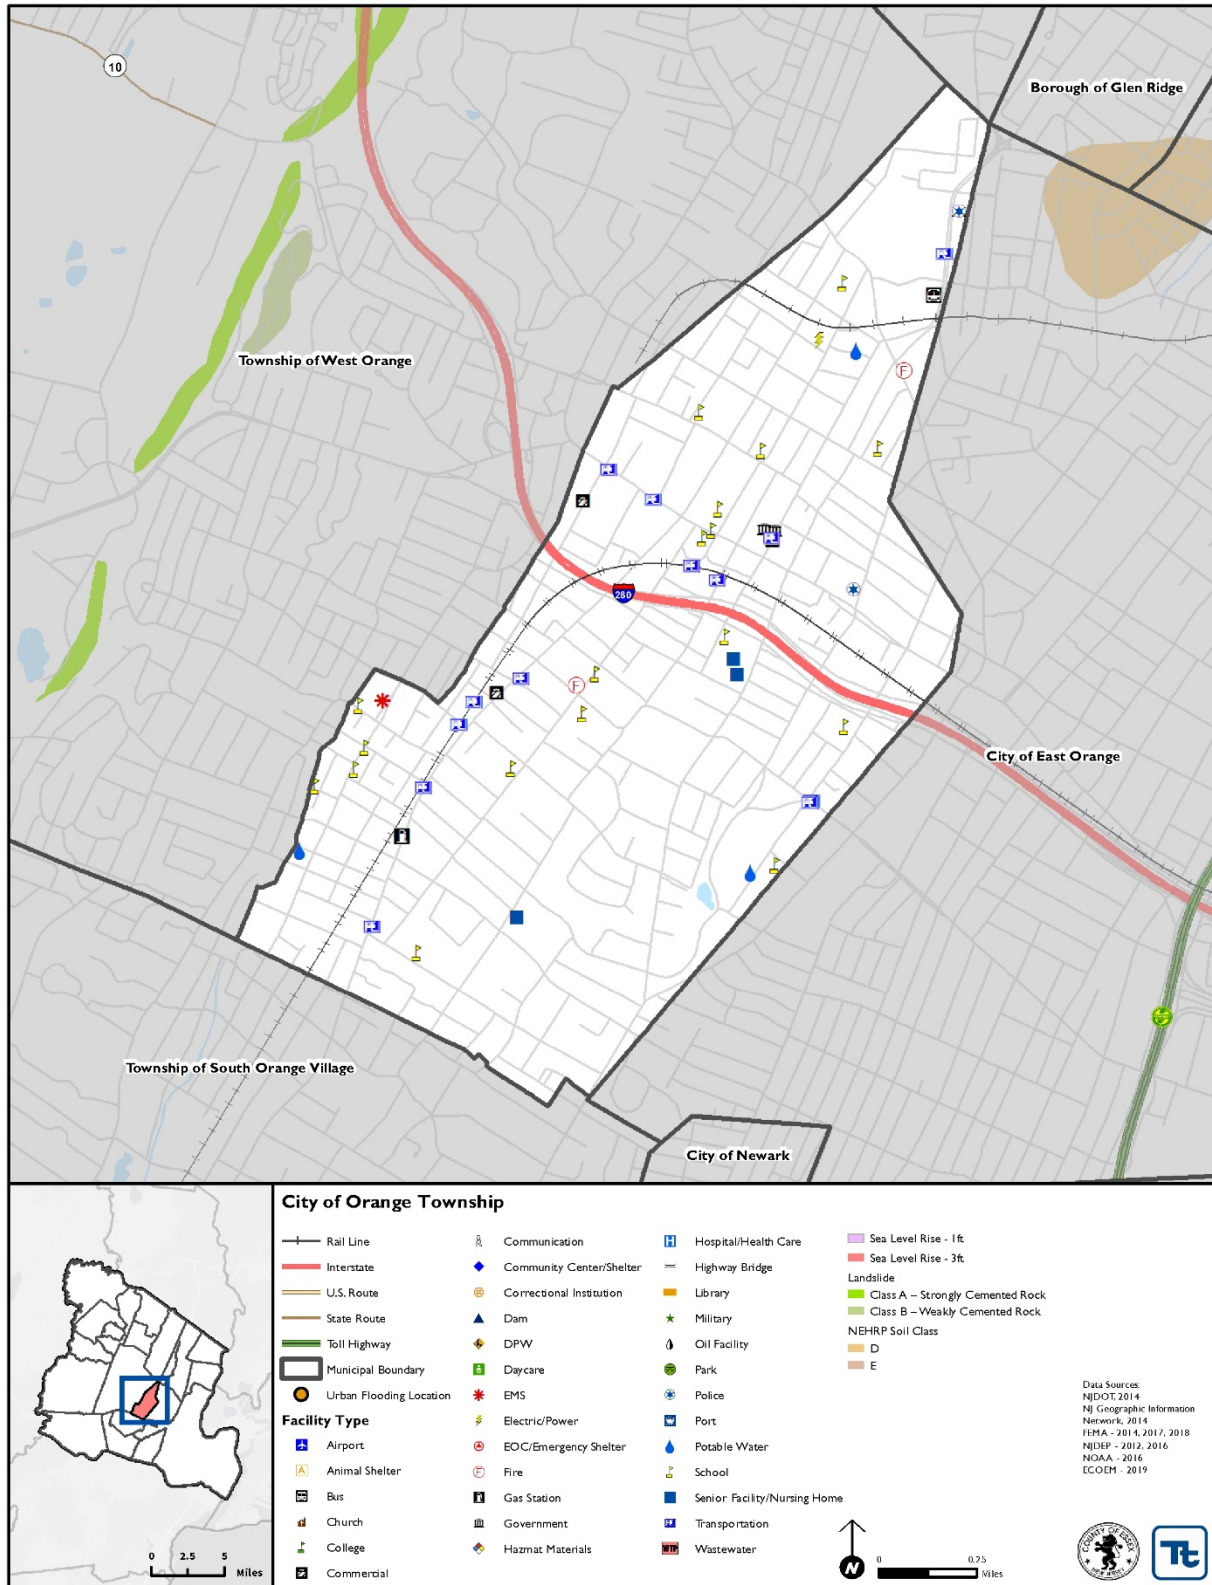 10
Borough of Glen Ridge
Township of West Orange
F
280
F
City of East Orange
Township of South Orange Village
City of Newark
City of Orange Township
Rail Line
Interstate
U.S. Route
State Route
Toll Highway
Municipal Boundary
Urban Flooding Location
Facility Type
Airport
A Animal Shelter
Bus
Church
College
Commercial
Communication
Community Center/Shelter
Correctional Institution
Dam
DPW
Daycare
EMS
Electric/Power
EOC/Emergency Shelter
F Fire
Gas Station
Government
Hazmat Materials
H Hospital/Health Care
Highway Bridge
Library
Military
Oil Facility
Park
Police
Port
Potable Water
School
Senior Facility/Nursing Home
Transportation
WTP Wastewater
Sea Level Rise - 1ft
Sea Level Rise - 3ft
Landslide
Class A – Strongly Cemented Rock
Class B – Weakly Cemented Rock
NEHRP Soil Class
D
E
Data Sources:
NJDOT, 2014
NJ Geographic Information
Network, 2014
FEMA - 2014, 2017, 2018
NJDEP - 2012, 2016
NOAA - 2016
ECOEM - 2019
0 2.5 5
Miles
N
0 0.75
Miles
COUNTY OF ESSEX
NEW JERSEY
Tt